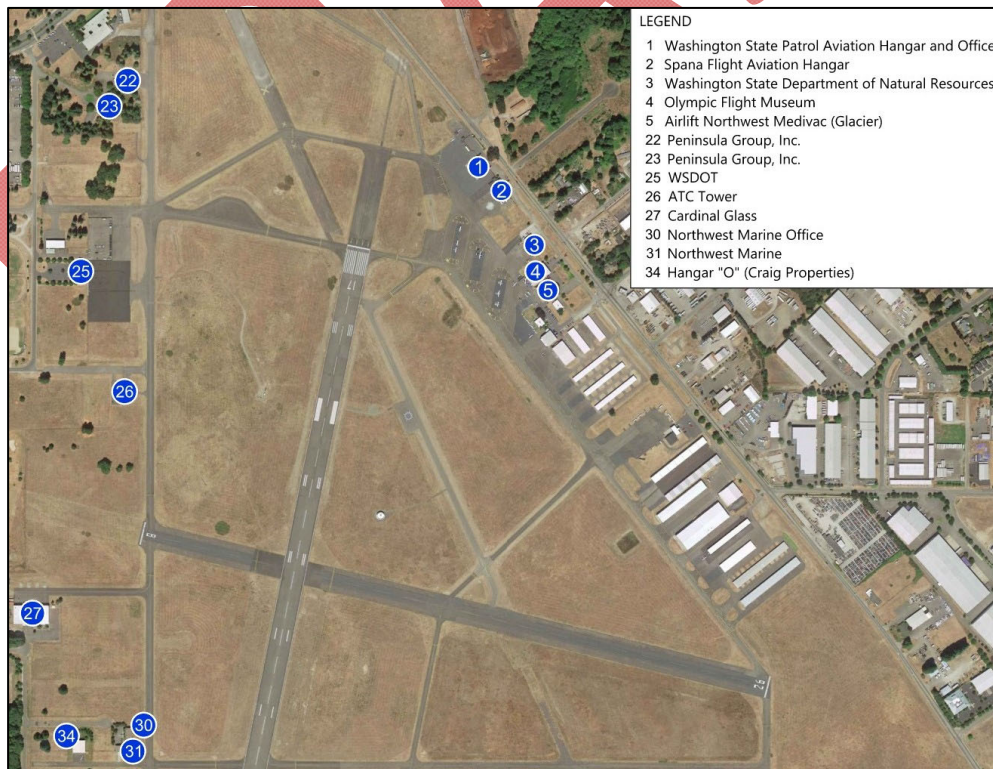 LEGEND
1 Washington State Patrol Aviation Hangar and Office
2 Spana Flight Aviation Hangar
3 Washington State Department of Natural Resources
4 Olympic Flight Museum
5 Airlift Northwest Medivac (Glacier)
22 Peninsula Group, Inc.
23 Peninsula Group, Inc.
25 WSDOT
26 ATC Tower
27 Cardinal Glass
30 Northwest Marine Office
31 Northwest Marine
34 Hangar "O" (Craig Properties)
22
23
1
2
3
25
4
5
17
26
27
26
30
34
31